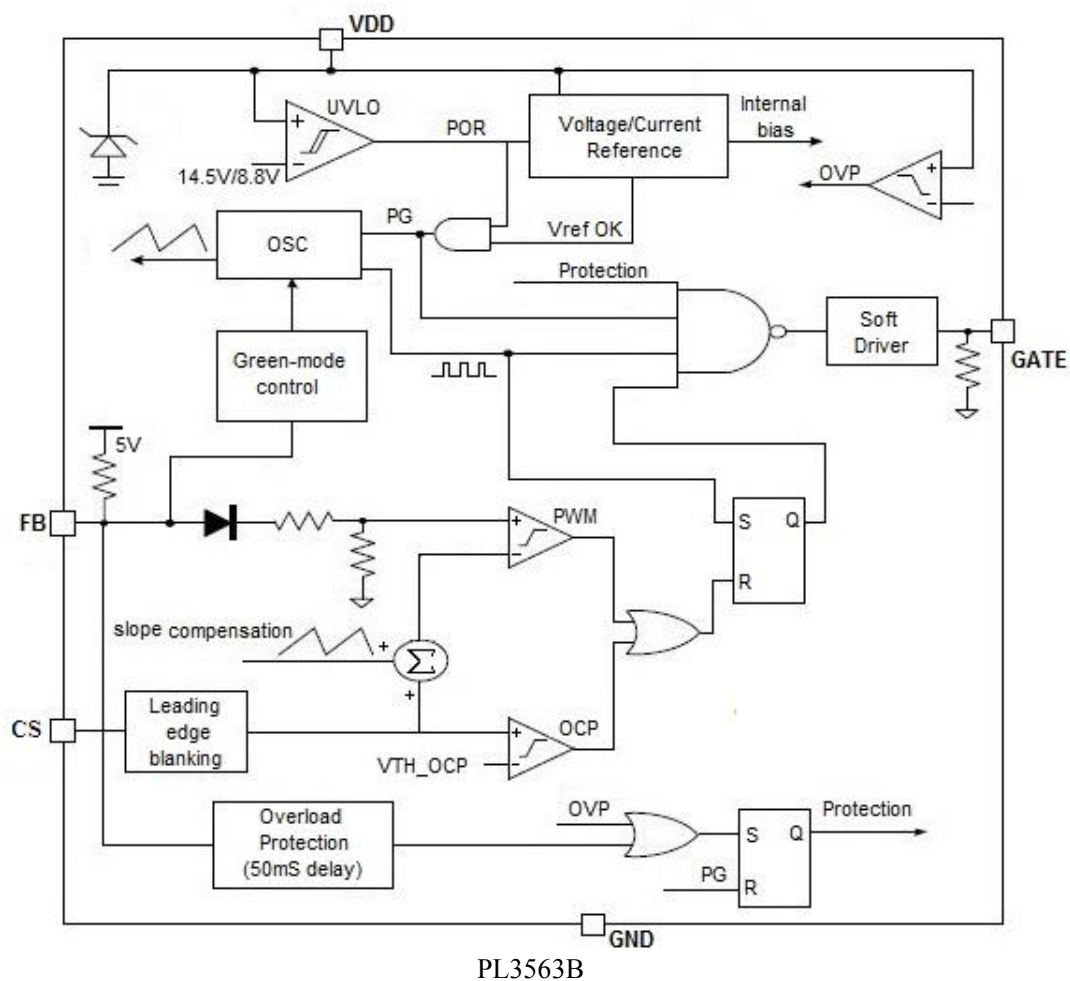 VDD
UVLO
POR
Voltage/Current
Reference
Internal
bias
14.5V/8.8V
OVP
PG
Vref OK
OSC
Protection
Soft
Driver
GATE
Green-mode
control
5V
FB
PWM
S Q
R
slope compensation
+
Σ
+
CS
Leading
edge
blanking
OCP
VTH_OCP
Overload
Protection
(50mS delay)
OVP
Protection
S Q
PG
R
GND
PL3563B